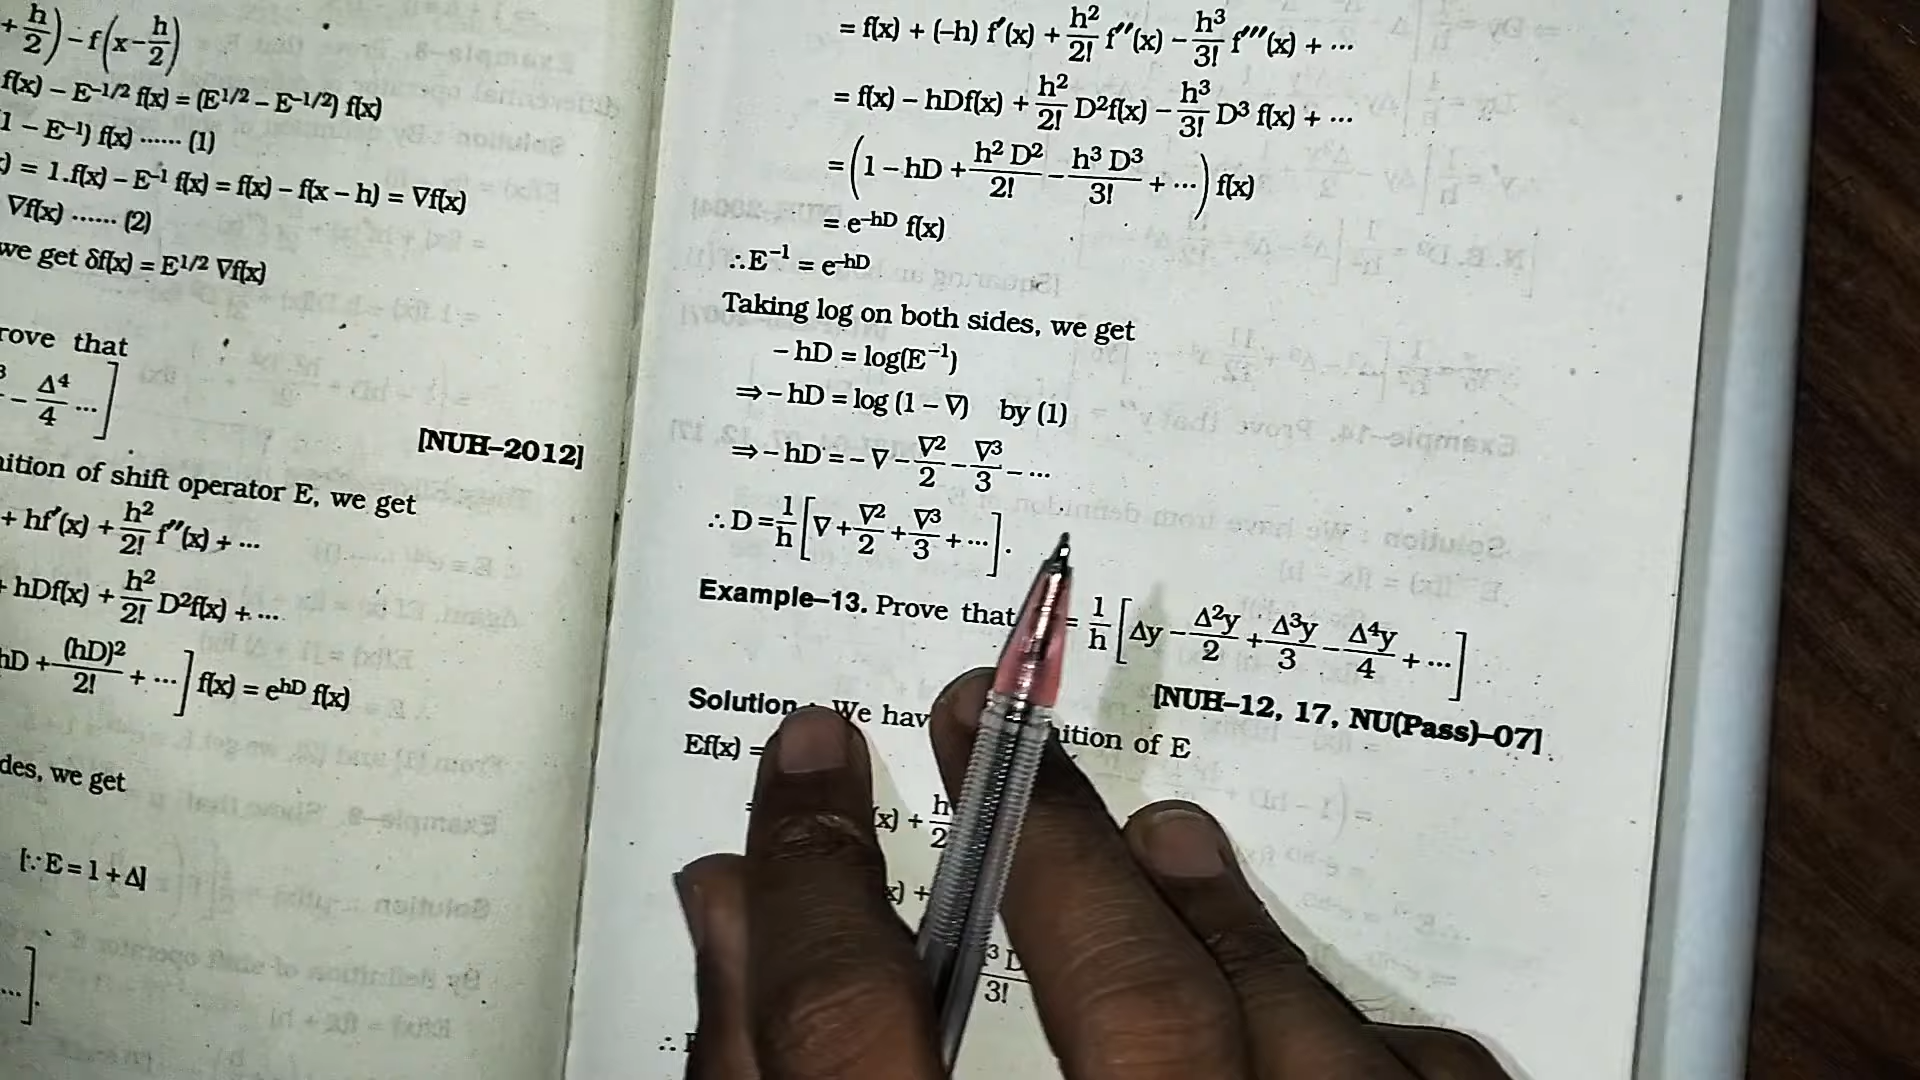 + h/2) – f(x – h/2)
f(x) – E^–1/2 f(x) = (E^1/2 – E^–1/2) f(x)
1 – E^–1) f(x) ...... (1)
) = 1.f(x) – E^–1 f(x) = f(x) – f(x – h) = ∇f(x)
∇f(x) ...... (2)
we get δf(x) = E^1/2 ∇f(x)
rove that
– Δ^4/4 ...]
[NUH–2012]
nition of shift operator E, we get
+ hf′(x) + h^2/2! f″(x) + ...
+ hDf(x) + h^2/2! D^2f(x) + ...
hD + (hD)^2/2! + ...] f(x) = e^hD f(x)
des, we get
[∵ E = 1 + Δ]
...].
= f(x) + (–h) f′(x) + h^2/2! f″(x) – h^3/3! f‴(x) + ...
= f(x) – hDf(x) + h^2/2! D^2f(x) – h^3/3! D^3 f(x) + ...
= (1 – hD + h^2 D^2/2! – h^3 D^3/3! + ...) f(x)
= e^–hD f(x)
∴ E^–1 = e^–hD
Taking log on both sides, we get
– hD = log(E^–1)
⇒ – hD = log (1 – ∇) by (1)
⇒ – hD = – ∇ – ∇^2/2 – ∇^3/3 – ...
∴ D = 1/h [∇ + ∇^2/2 + ∇^3/3 + ...].
Example–13. Prove that = 1/h [Δy – Δ^2y/2 + Δ^3y/3 – Δ^4y/4 + ...]
[NUH–12, 17, NU(Pass)–07]
Solution : We hav nition of E
Ef(x) =
(x) + h
x) +
3!
∴